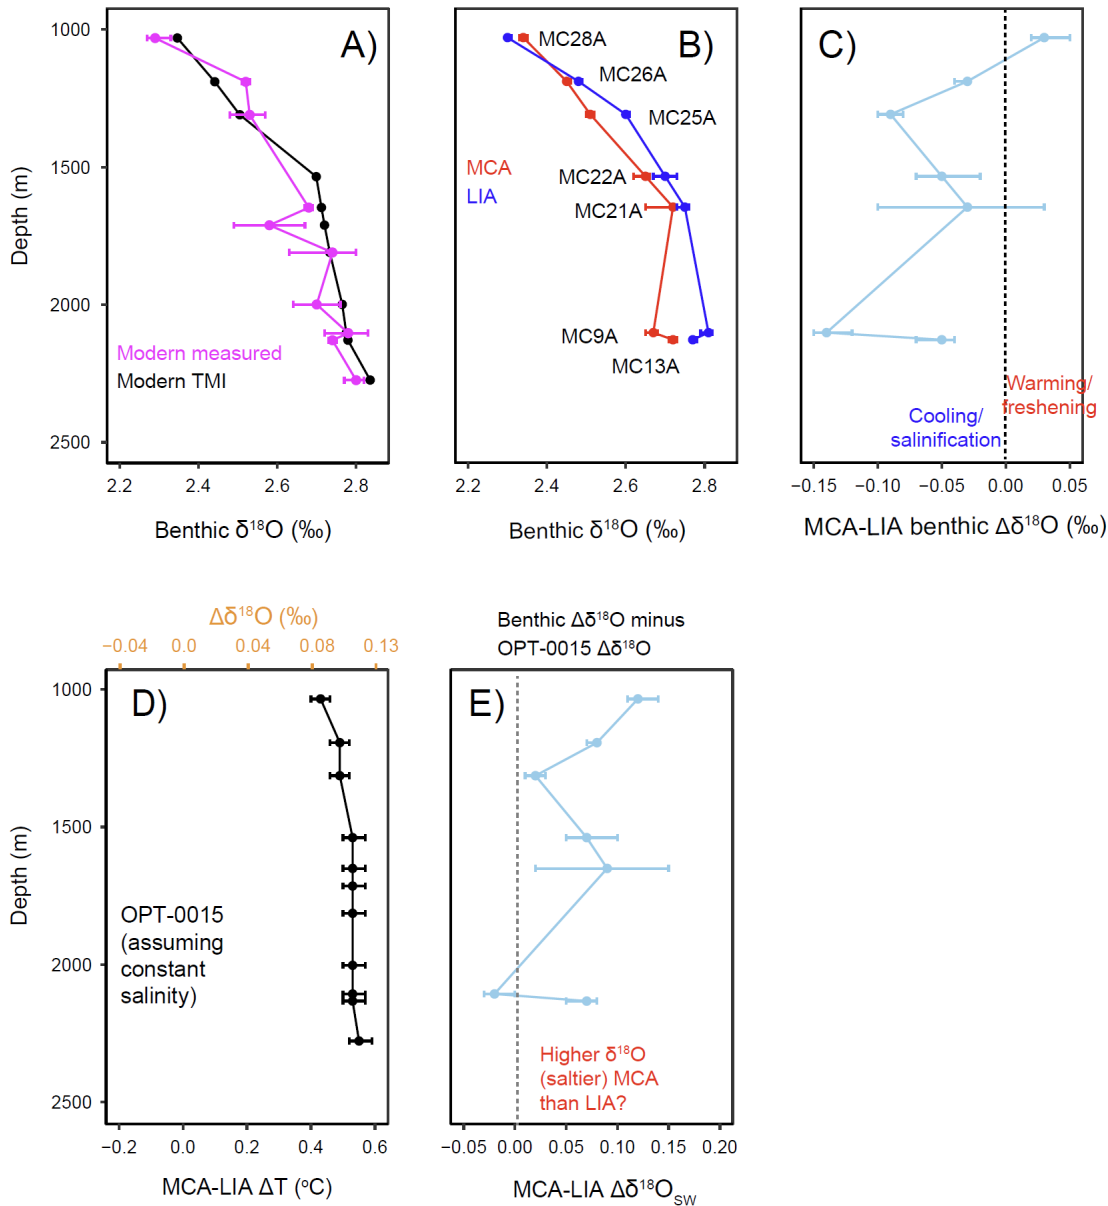 A)
B)
C)
1000
1500
2000
2500
Depth (m)
Modern measured
Modern TMI
2.2
2.4
2.6
2.8
Benthic δ¹⁸O (‰)
MC28A
MC26A
MC25A
MCA
LIA
MC22A
MC21A
MC9A
MC13A
2.2
2.4
2.6
2.8
Benthic δ¹⁸O (‰)
Warming/
freshening
Cooling/
salinification
−0.15
−0.10
−0.05
0.00
0.05
MCA-LIA benthic Δδ¹⁸O (‰)
Δδ¹⁸O (‰)
−0.04
0.0
0.04
0.08
0.13
D)
1000
1500
2000
2500
Depth (m)
OPT-0015
(assuming
constant
salinity)
−0.2
0.0
0.2
0.4
0.6
MCA-LIA ΔT (°C)
Benthic Δδ¹⁸O minus
OPT-0015 Δδ¹⁸O
E)
Higher δ¹⁸O
(saltier) MCA
than LIA?
−0.05
0.00
0.05
0.10
0.15
0.20
MCA-LIA Δδ¹⁸O_SW